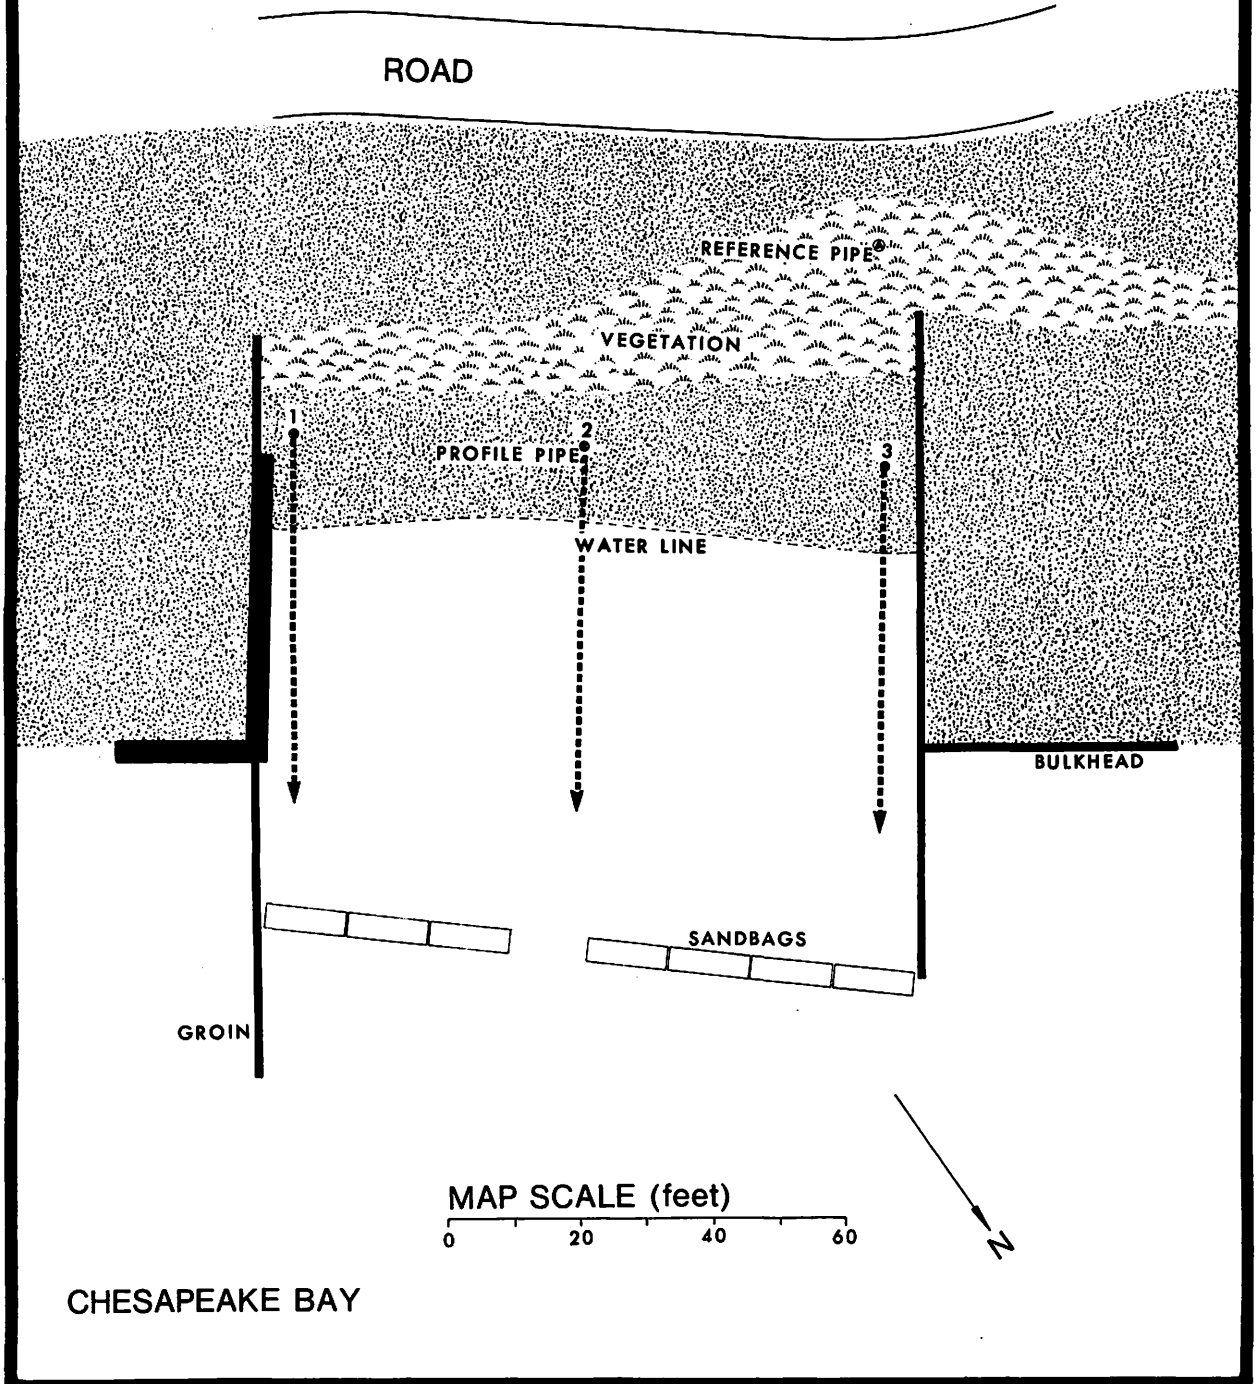 ROAD
REFERENCE PIPE
VEGETATION
1
2
PROFILE PIPE
3
WATER LINE
BULKHEAD
SANDBAGS
GROIN
MAP SCALE (feet)
0 20 40 60
N
CHESAPEAKE BAY